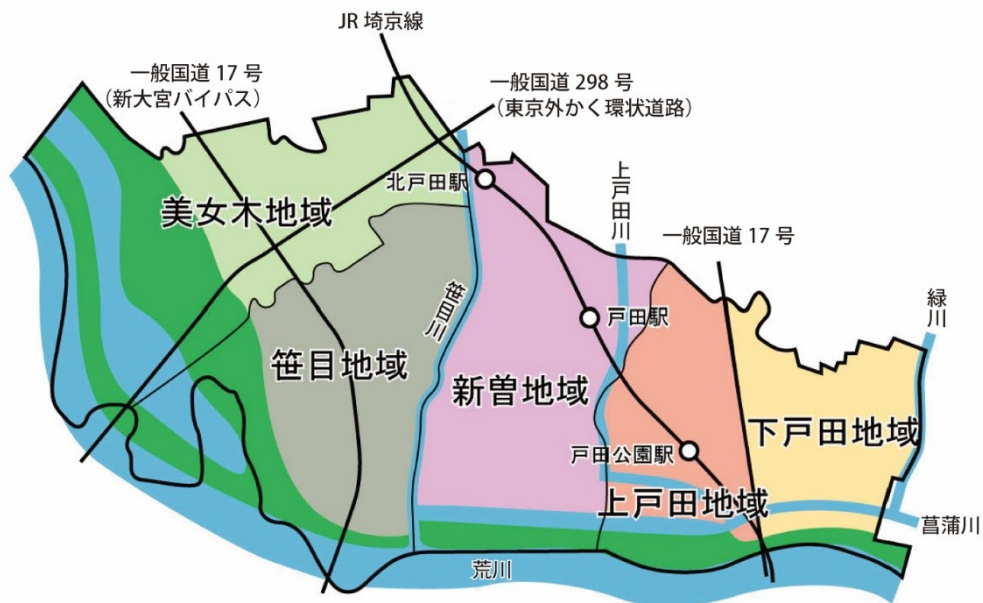 JR 埼京線
一般国道 17 号
（新大宮バイパス）
一般国道 298 号
（東京外かく環状道路）
北戸田駅
上戸田川
美女木地域
一般国道 17 号
緑川
笹目川
戸田駅
笹目地域
新曽地域
下戸田地域
戸田公園駅
上戸田地域
菖蒲川
荒川